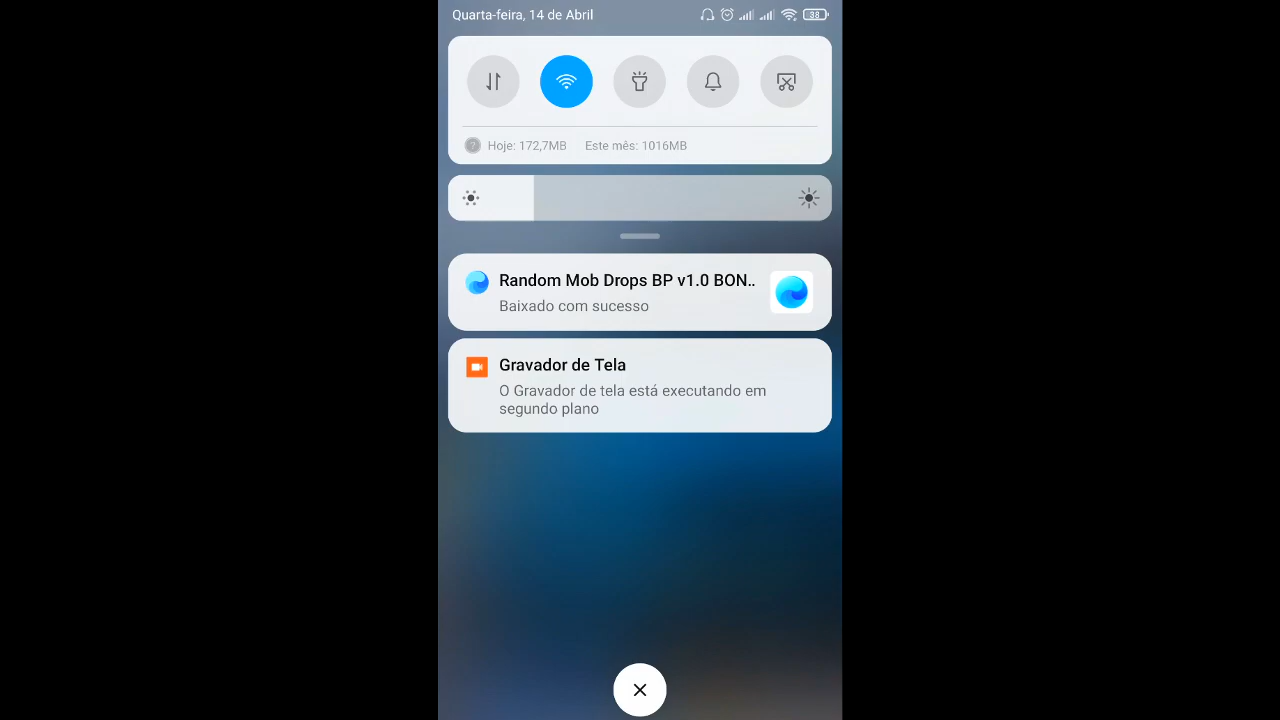 Quarta-feira, 14 de Abril
38
Hoje: 172,7MB Este mês: 1016MB
Random Mob Drops BP v1.0 BON..
Baixado com sucesso
Gravador de Tela
O Gravador de tela está executando em
segundo plano